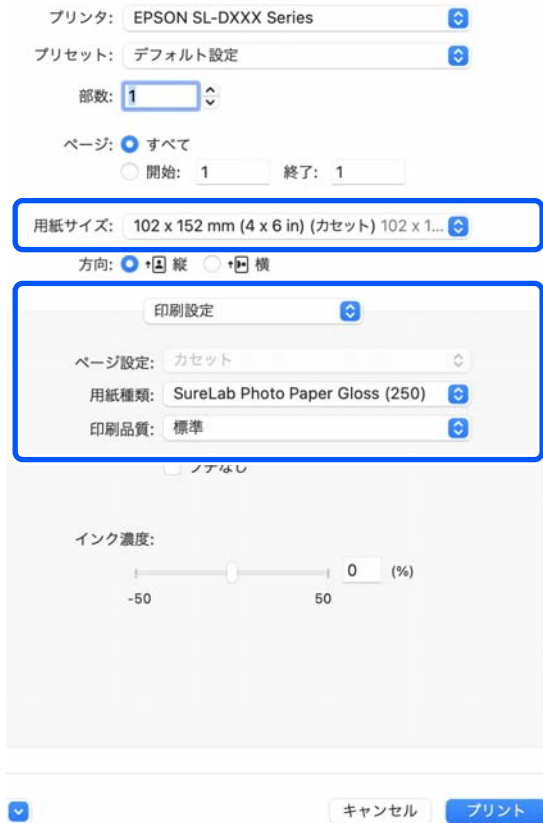 プリンタ: EPSON SL-DXXX Series
プリセット: デフォルト設定
部数: 1
ページ: すべて
開始: 1 終了: 1
用紙サイズ: 102 x 152 mm (4 x 6 in) (カセット) 102 x 1...
方向: 縦 横
印刷設定
ページ設定: カセット
用紙種類: SureLab Photo Paper Gloss (250)
印刷品質: 標準
フチなし
インク濃度:
0 (%)
-50 50
キャンセル プリント